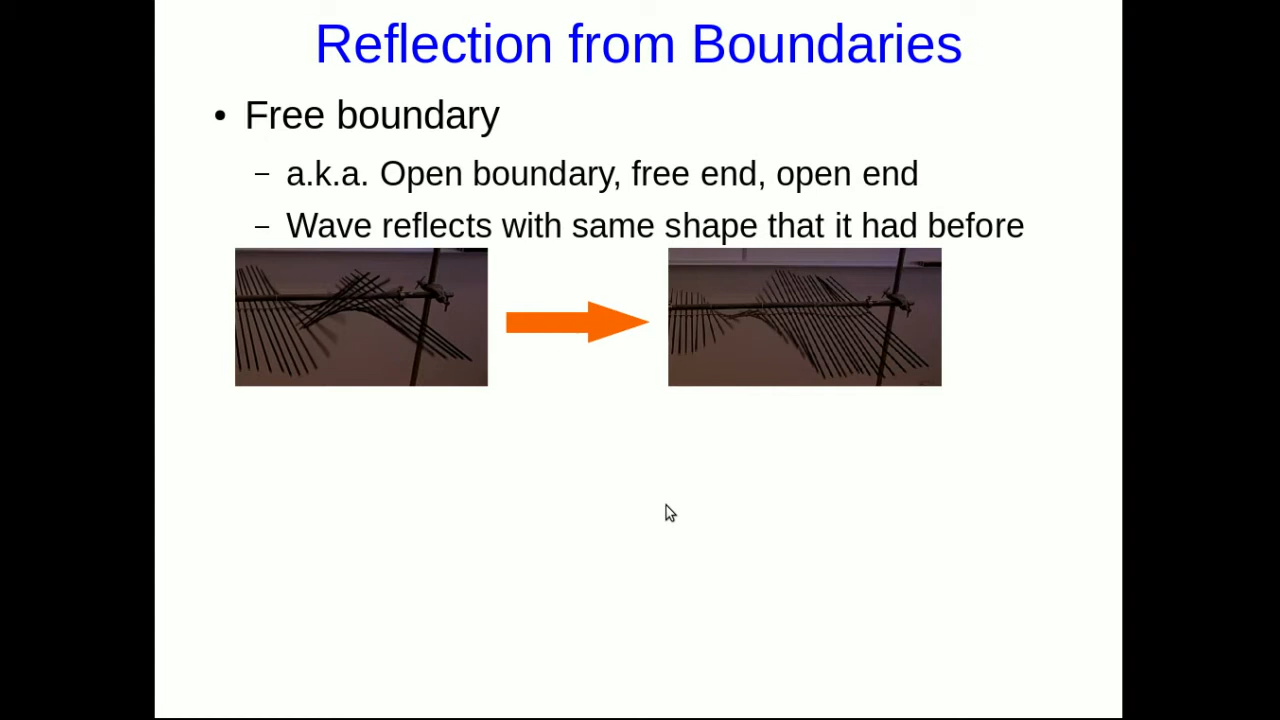 Reflection from Boundaries
• Free boundary
– a.k.a. Open boundary, free end, open end
– Wave reflects with same shape that it had before